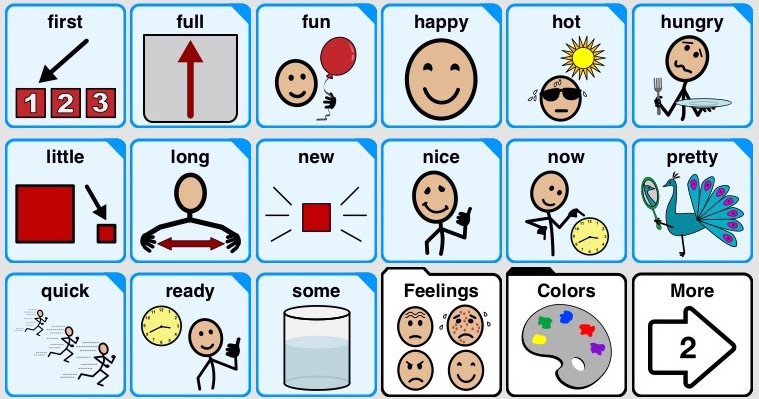 first full fun happy hot hungry
1 2 3
little long new nice now pretty
quick ready some Feelings Colors More
2